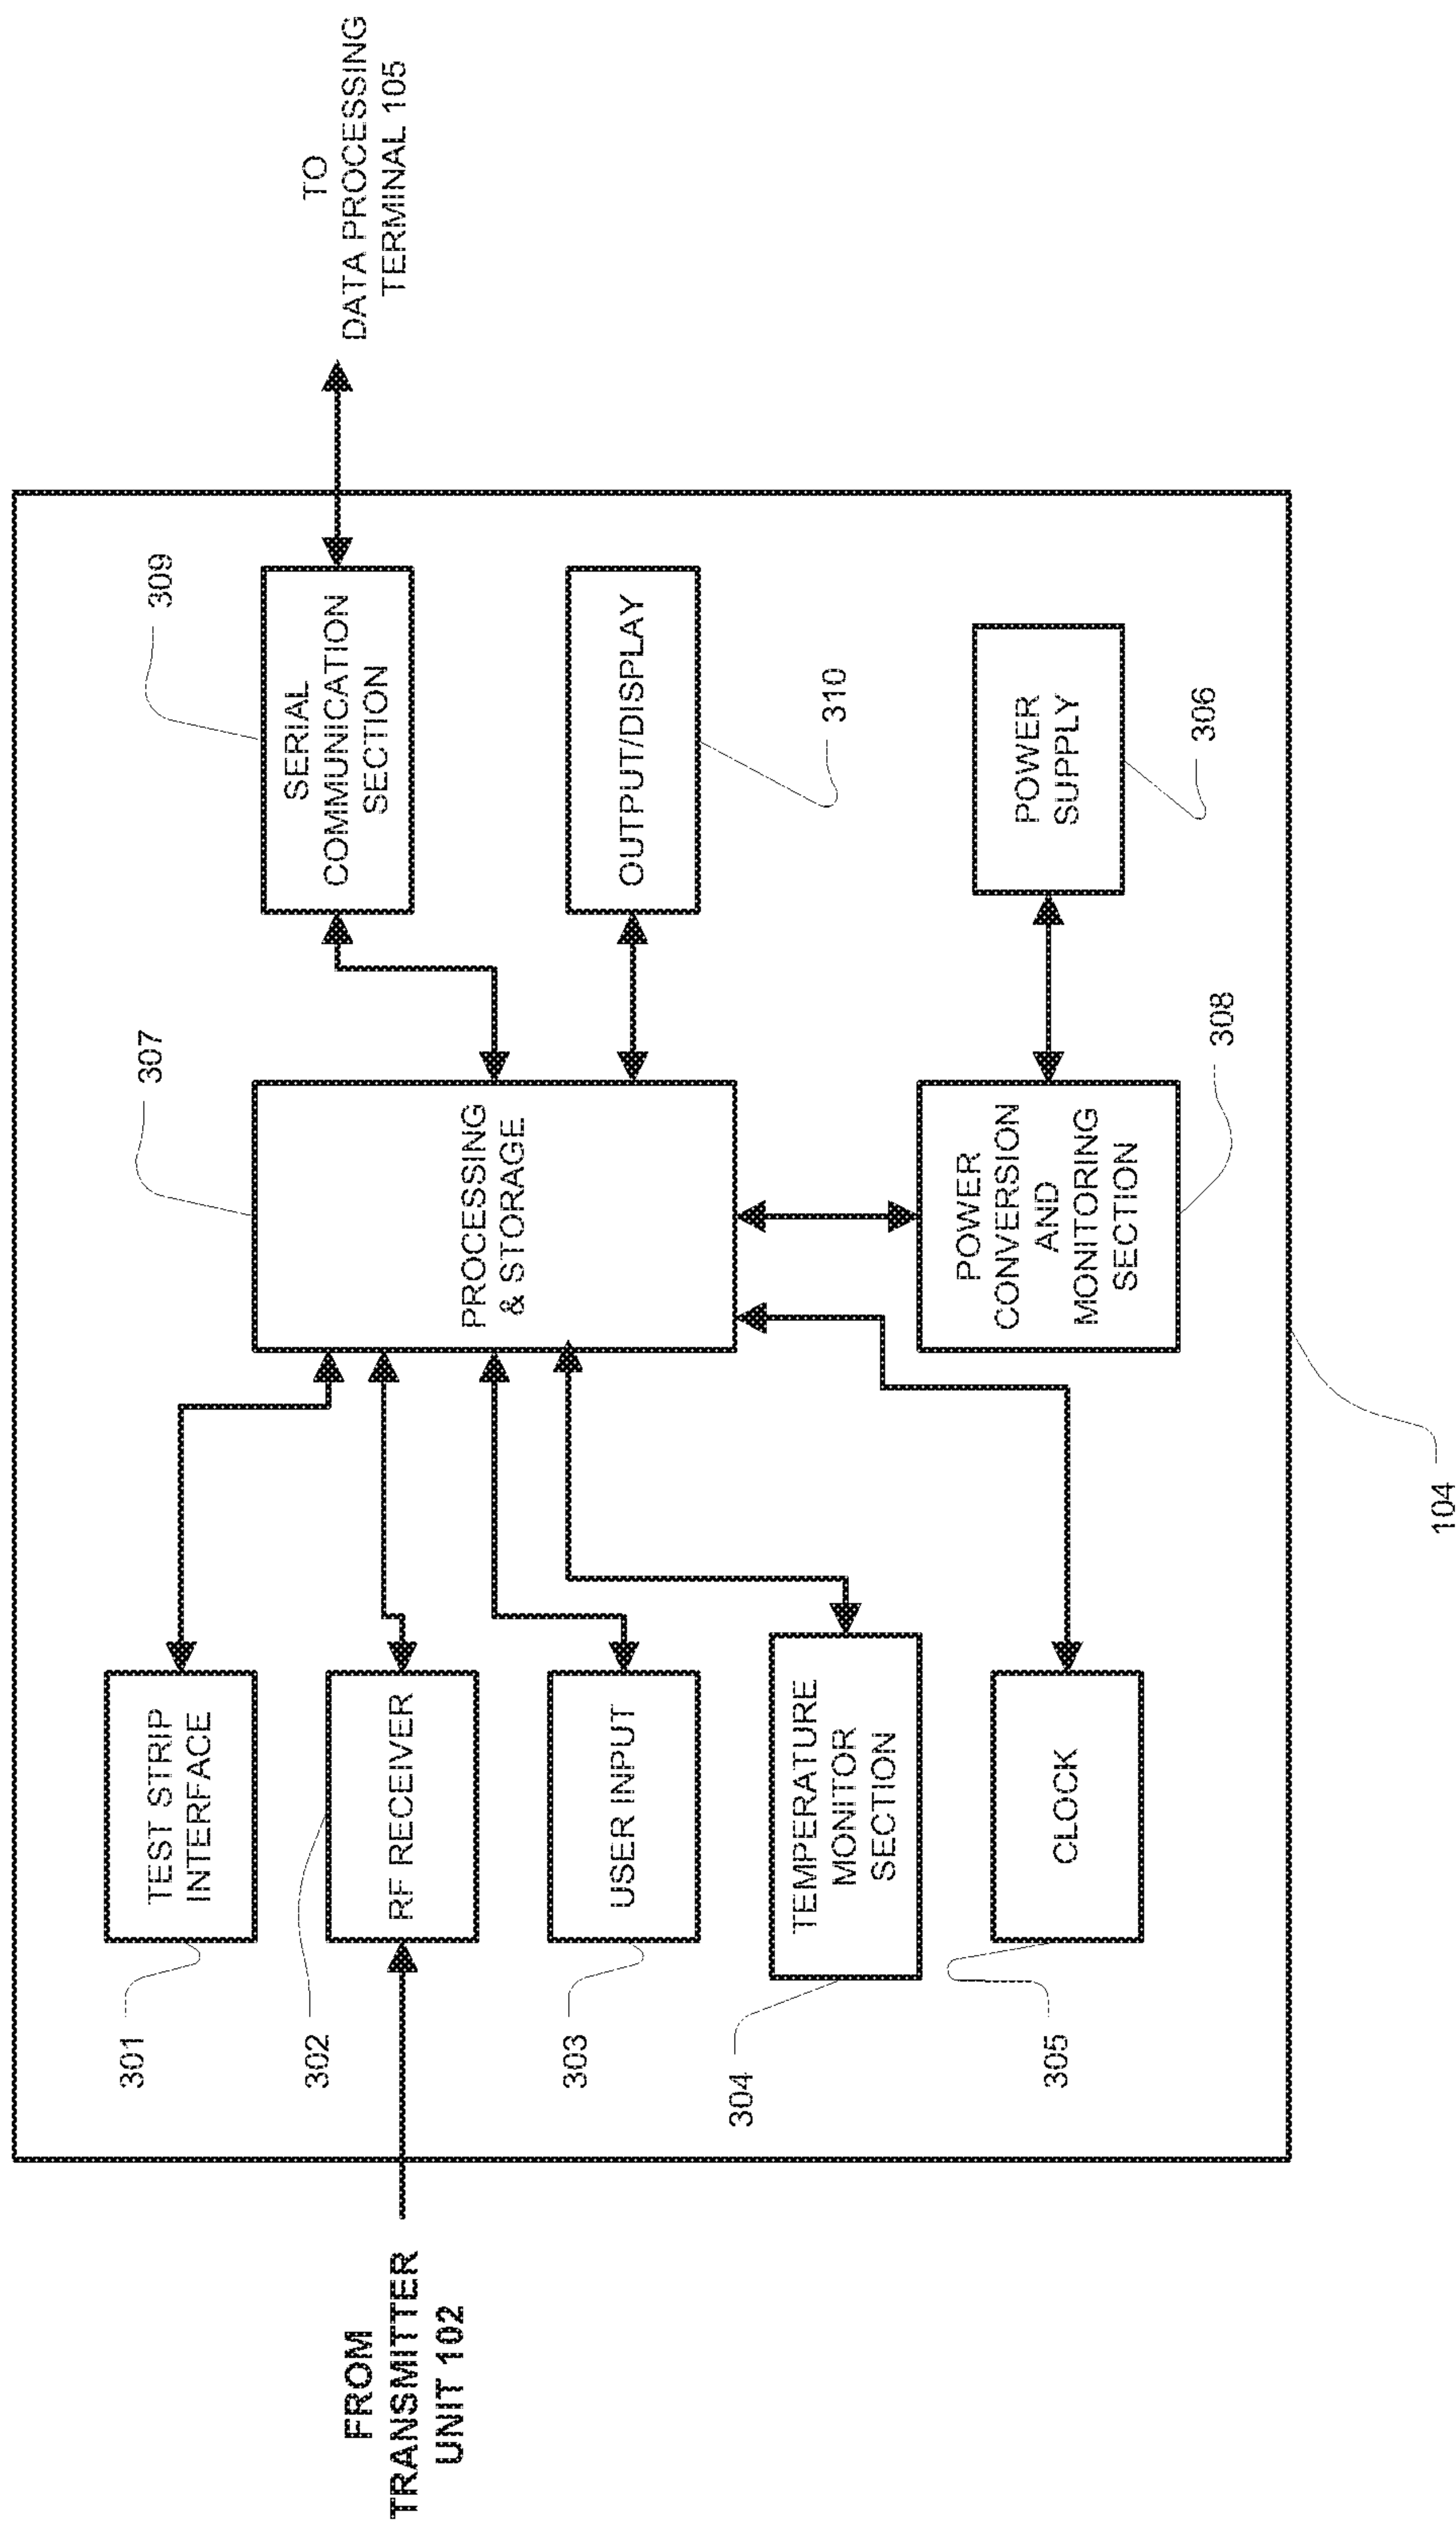 301
TEST STRIP
INTERFACE
FROM
TRANSMITTER
UNIT 102
302
RF RECEIVER
303
USER INPUT
304
TEMPERATURE
MONITOR
SECTION
305
CLOCK
307
PROCESSING
& STORAGE
308
POWER
CONVERSION
AND
MONITORING
SECTION
309
SERIAL
COMMUNICATION
SECTION
TO
DATA PROCESSING
TERMINAL 105
OUTPUT/DISPLAY
310
POWER
SUPPLY
306
104